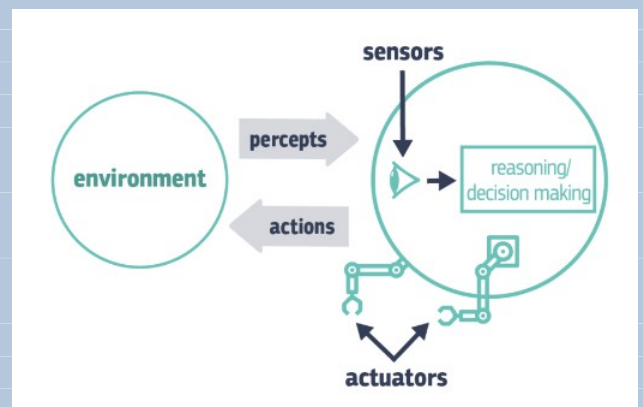 sensors
percepts
environment
reasoning/
decision making
actions
actuators